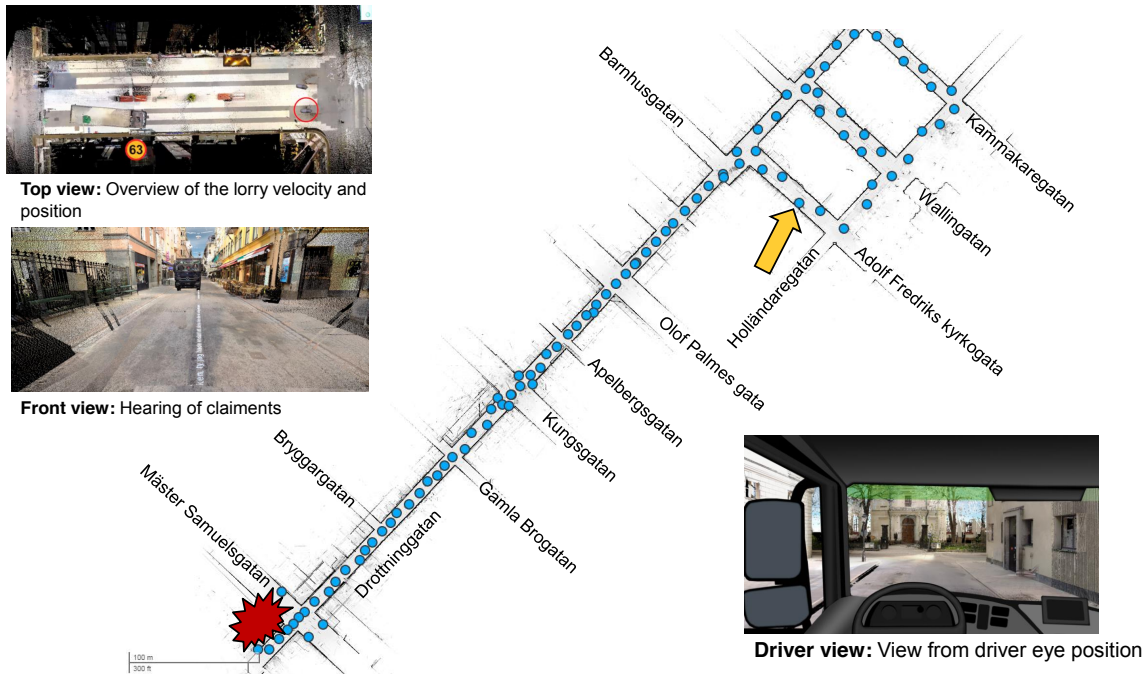 63
Top view: Overview of the lorry velocity and
position
Front view: Hearing of claiments
Barnhusgatan
Kammakaregatan
Wallingatan
Adolf Fredriks kyrkogata
Holländaregatan
Olof Palmes gata
Apelbergsgatan
Kungsgatan
Gamla Brogatan
Bryggargatan
Drottninggatan
Mäster Samuelsgatan
100 m
300 ft
Driver view: View from driver eye position